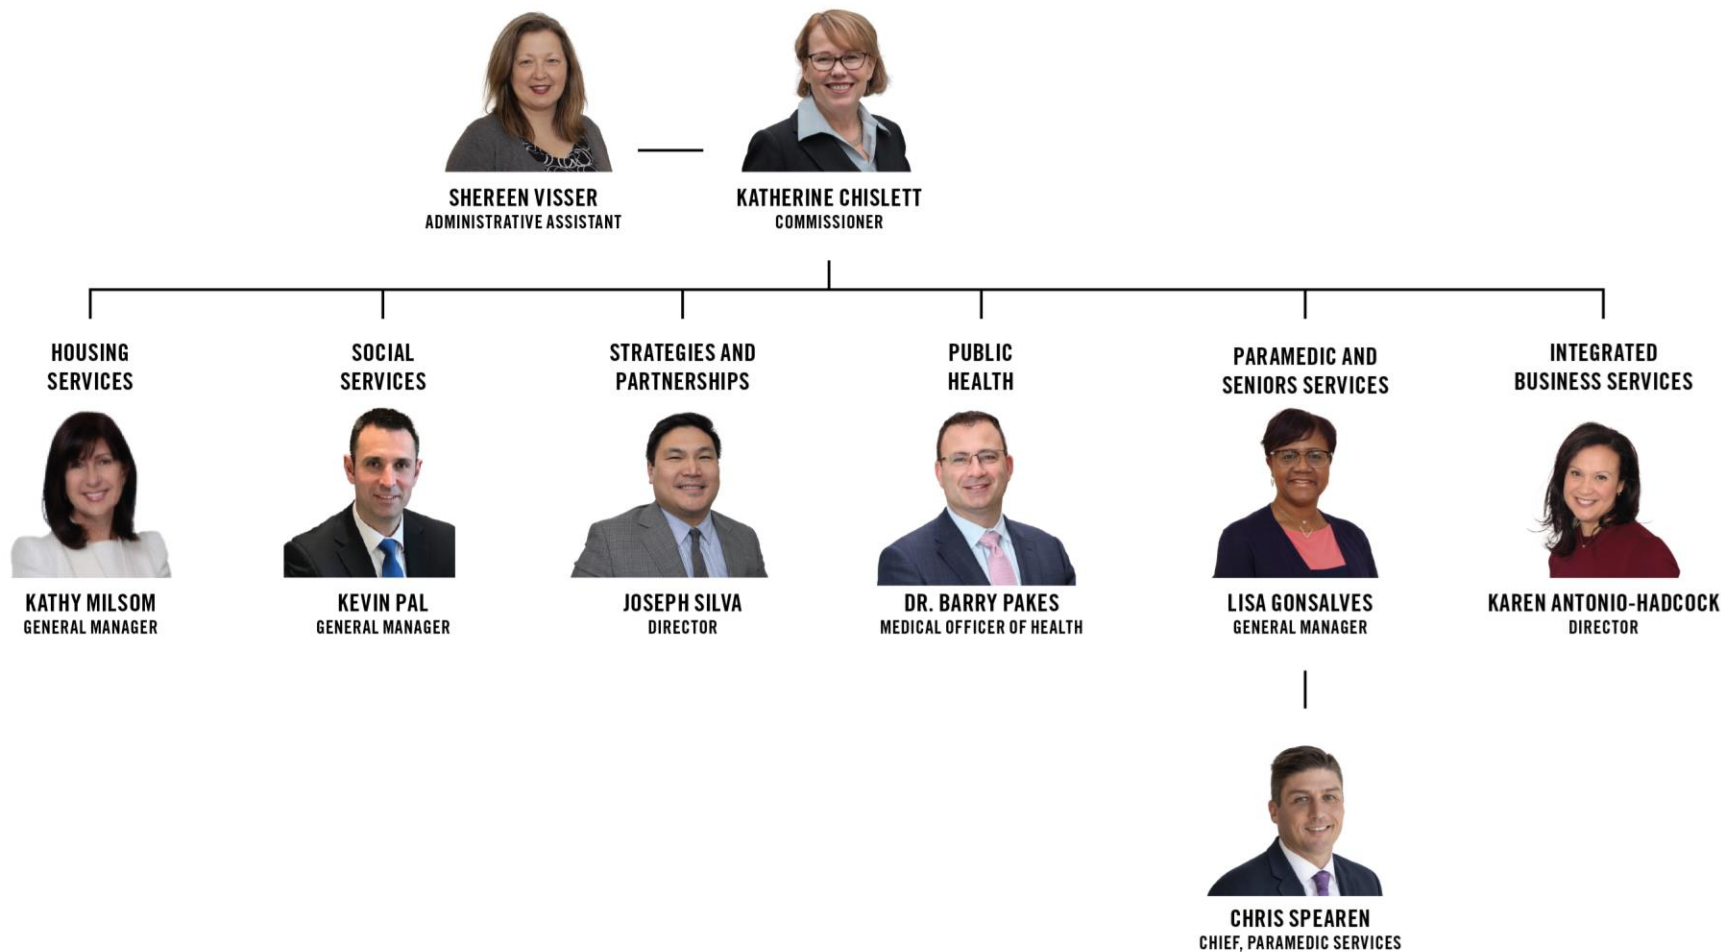 SHEREEN VISSER
ADMINISTRATIVE ASSISTANT
KATHERINE CHISLETT
COMMISSIONER
HOUSING
SERVICES
KATHY MILSOM
GENERAL MANAGER
SOCIAL
SERVICES
KEVIN PAL
GENERAL MANAGER
STRATEGIES AND
PARTNERSHIPS
JOSEPH SILVA
DIRECTOR
PUBLIC
HEALTH
DR. BARRY PAKES
MEDICAL OFFICER OF HEALTH
PARAMEDIC AND
SENIORS SERVICES
LISA GONSALVES
GENERAL MANAGER
CHRIS SPEAREN
CHIEF, PARAMEDIC SERVICES
INTEGRATED
BUSINESS SERVICES
KAREN ANTONIO-HADCOCK
DIRECTOR